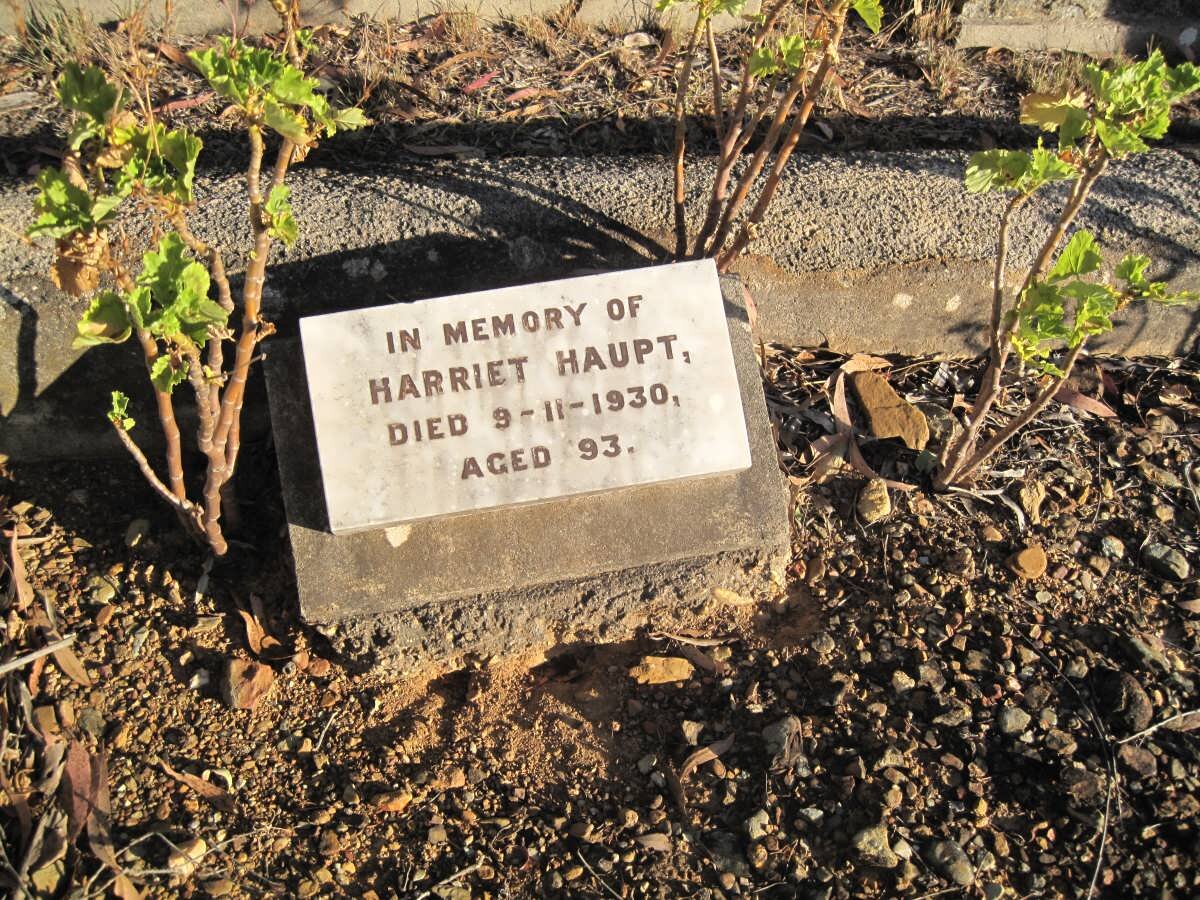 IN MEMORY OF
HARRIET HAUPT,
DIED 9-11-1930,
AGED 93.